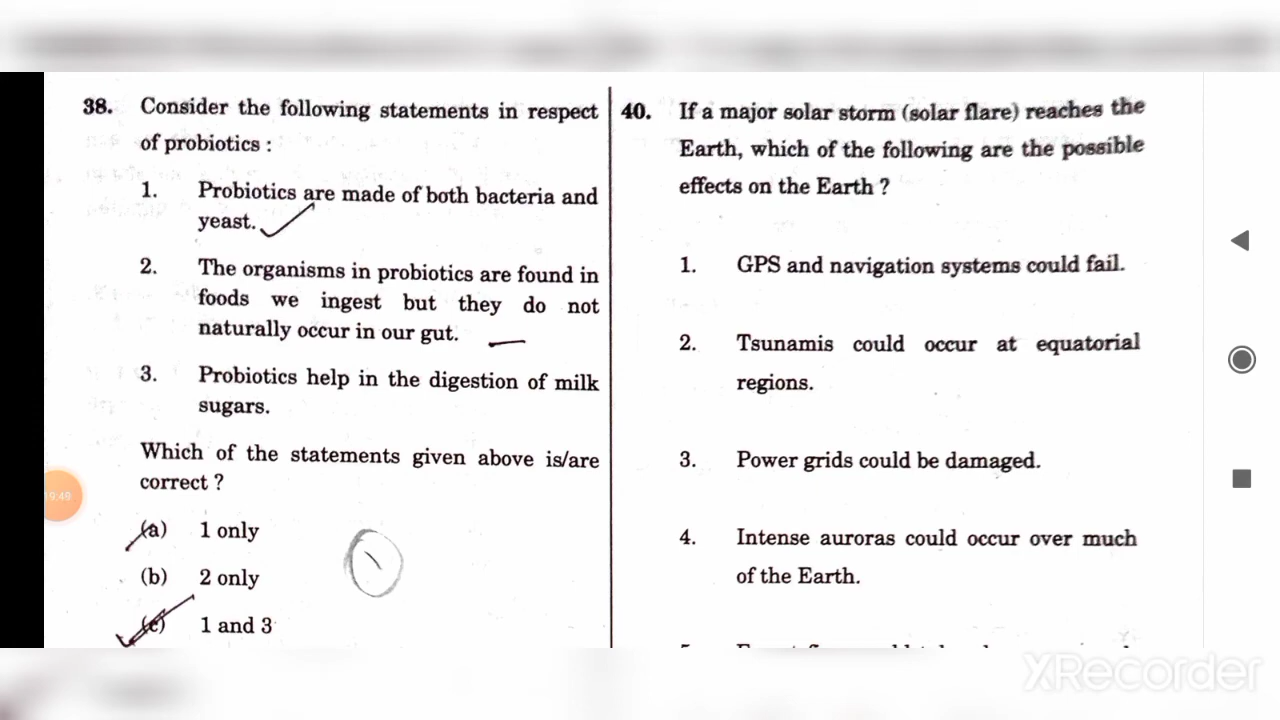 38. Consider the following statements in respect
of probiotics :
1. Probiotics are made of both bacteria and
yeast.
2. The organisms in probiotics are found in
foods we ingest but they do not
naturally occur in our gut.
3. Probiotics help in the digestion of milk
sugars.
Which of the statements given above is/are
correct ?
(a) 1 only
(b) 2 only
(c) 1 and 3
40. If a major solar storm (solar flare) reaches the
Earth, which of the following are the possible
effects on the Earth ?
1. GPS and navigation systems could fail.
2. Tsunamis could occur at equatorial
regions.
3. Power grids could be damaged.
4. Intense auroras could occur over much
of the Earth.
19:49
XRecorder